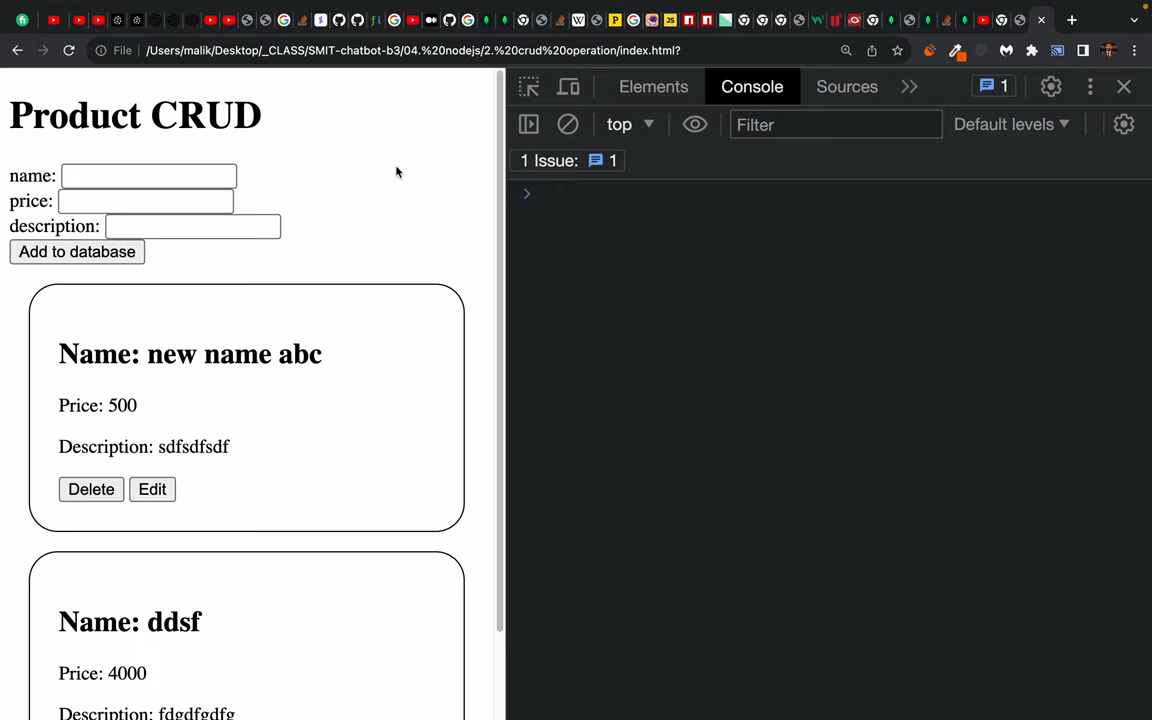 File /Users/malik/Desktop/_CLASS/SMIT-chatbot-b3/04.%20nodejs/2.%20crud%20operation/index.html?
Product CRUD
name:
price:
description:
Add to database
Name: new name abc
Price: 500
Description: sdfsdfsdf
Delete Edit
Name: ddsf
Price: 4000
Description: fdgdfgdfg
Elements Console Sources 1
top Filter Default levels
1 Issue: 1